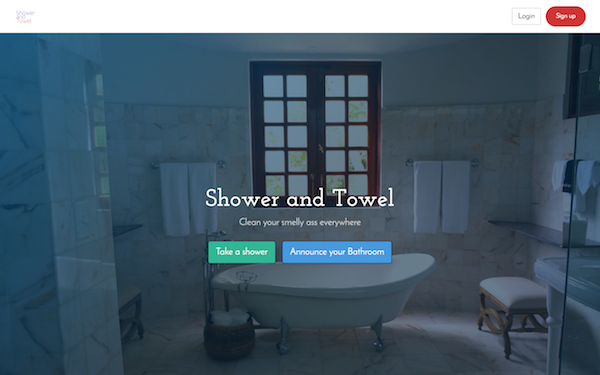 Shower
and
Towel
Login
Sign up
Shower and Towel
Clean your smelly ass everywhere
Take a shower
Announce your Bathroom